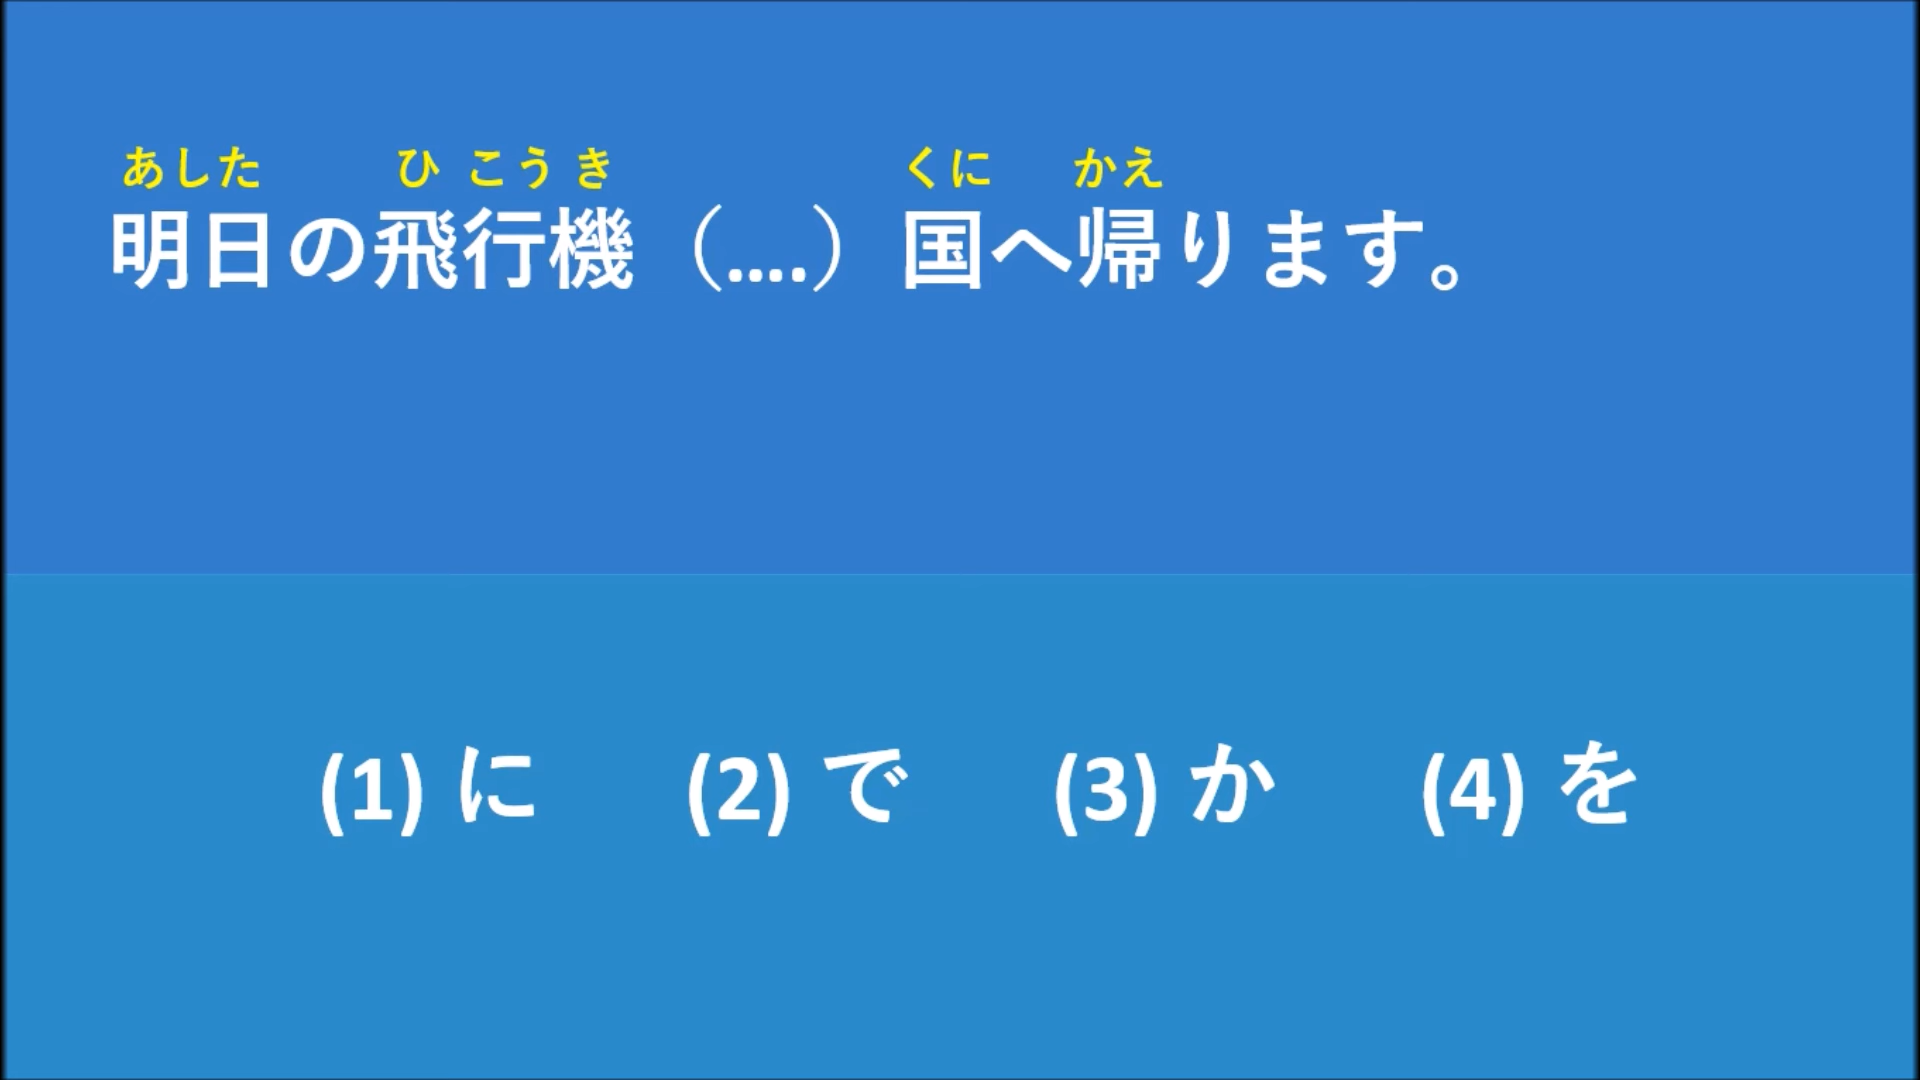 あした ひこうき くに かえ
明日の飛行機（....）国へ帰ります。
(1) に (2) で (3) か (4) を